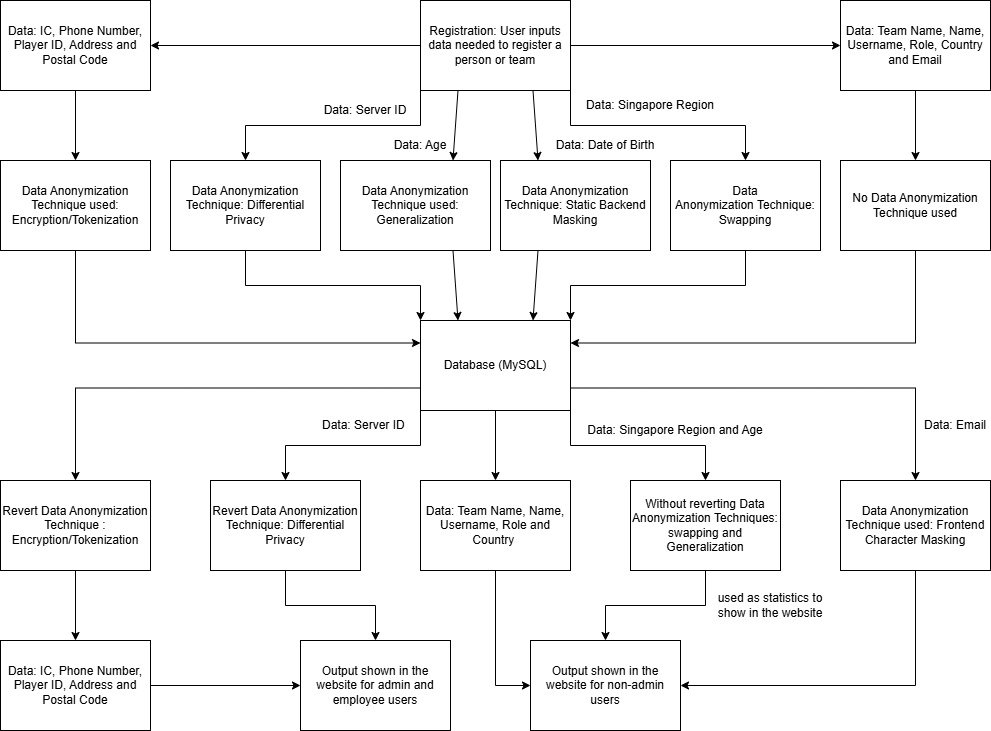 Data: IC, Phone Number,
Player ID, Address and
Postal Code
Registration: User inputs
data needed to register a
person or team
Data: Team Name, Name,
Username, Role, Country
and Email
Data: Server ID
Data: Singapore Region
Data: Age
Data: Date of Birth
Data Anonymization
Technique used:
Encryption/Tokenization
Data Anonymization
Technique: Differential
Privacy
Data Anonymization
Technique used:
Generalization
Data Anonymization
Technique: Static Backend
Masking
Data
Anonymization Technique:
Swapping
No Data Anonymization
Technique used
Database (MySQL)
Data: Server ID
Data: Singapore Region and Age
Data: Email
Revert Data Anonymization
Technique :
Encryption/Tokenization
Revert Data Anonymization
Technique: Differential
Privacy
Data: Team Name, Name,
Username, Role and
Country
Without reverting Data
Anonymization Techniques:
swapping and
Generalization
Data Anonymization
Technique used: Frontend
Character Masking
used as statistics to
show in the website
Data: IC, Phone Number,
Player ID, Address and
Postal Code
Output shown in the
website for admin and
employee users
Output shown in the
website for non-admin
users